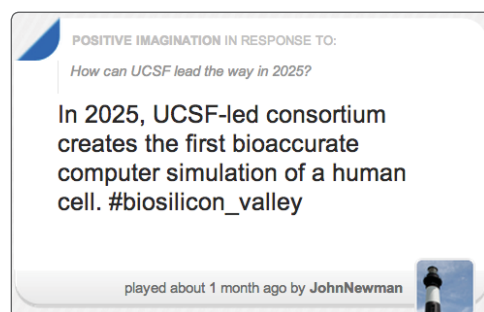 POSITIVE IMAGINATION IN RESPONSE TO:
How can UCSF lead the way in 2025?
In 2025, UCSF-led consortium
creates the first bioaccurate
computer simulation of a human
cell. #biosilicon_valley
played about 1 month ago by JohnNewman